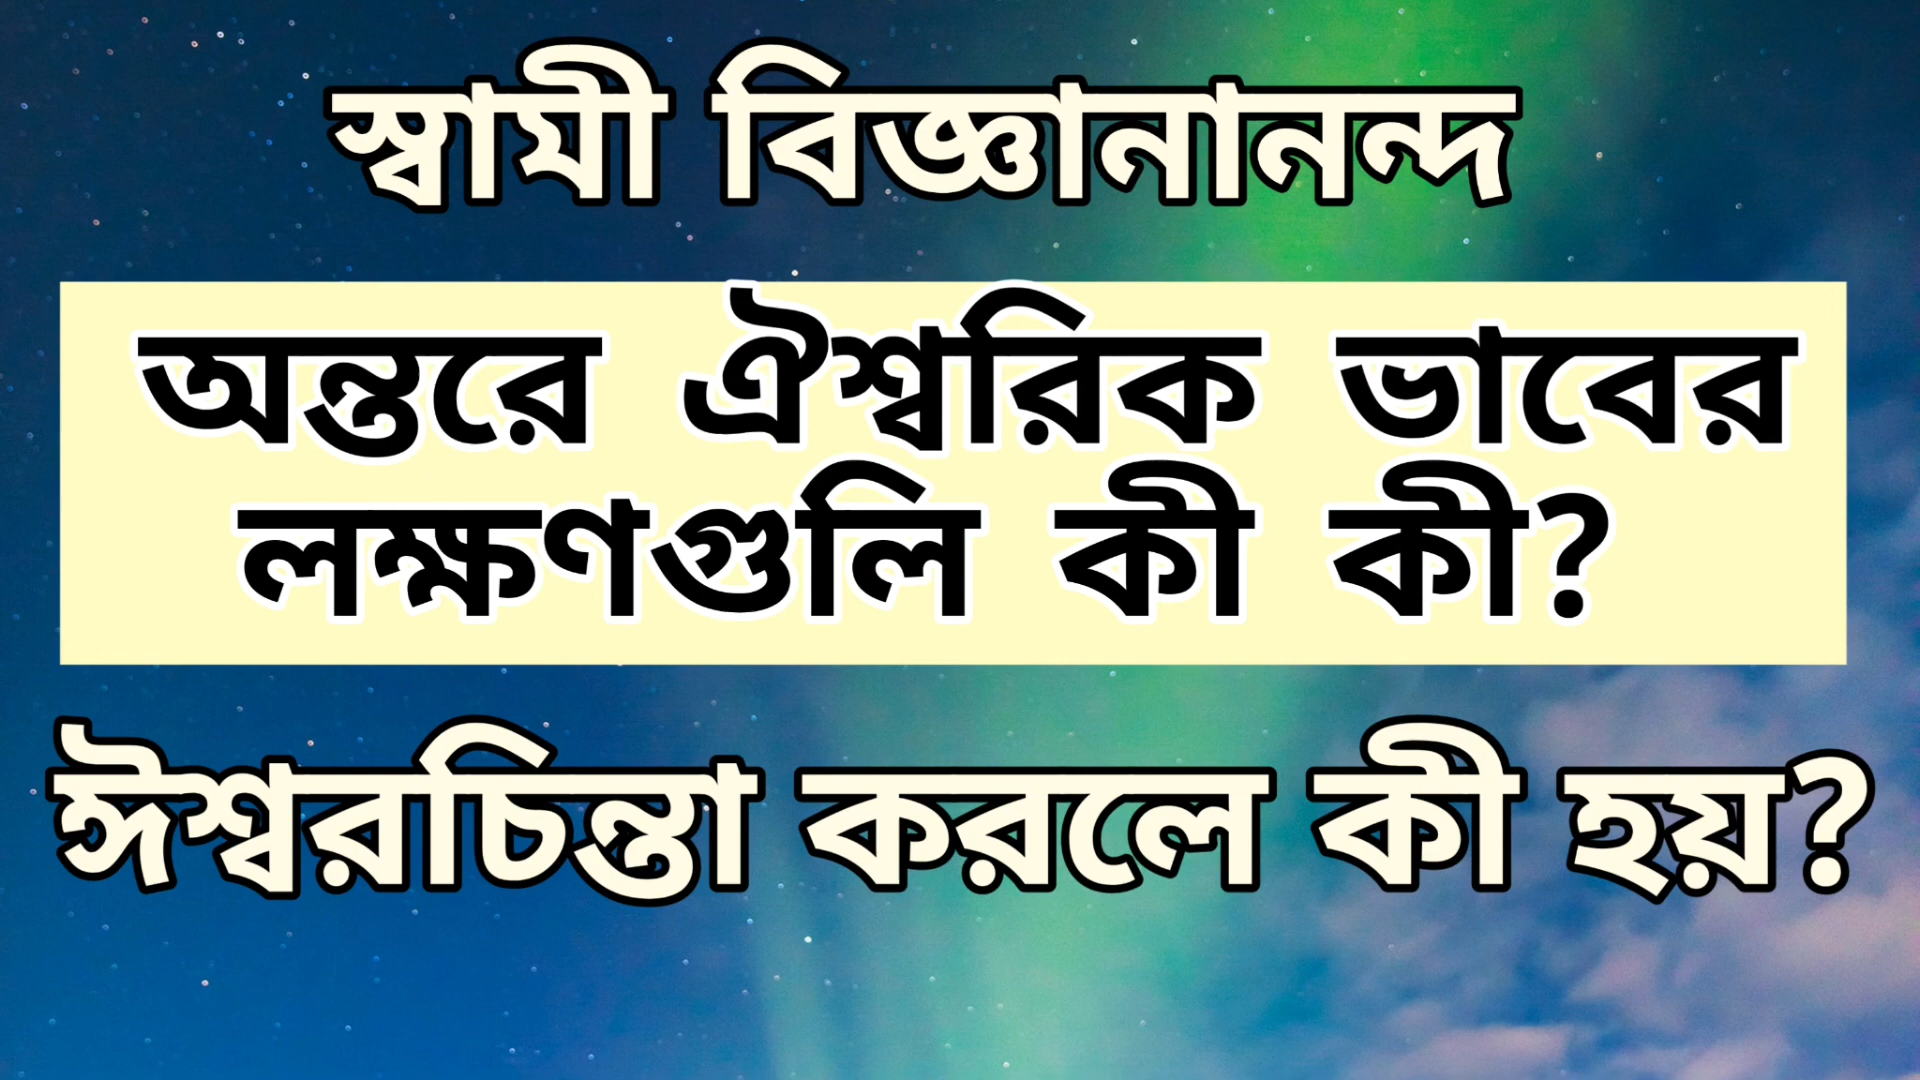 স্বামী বিজ্ঞানানন্দ
অন্তরে ঐশ্বরিক ভাবের
লক্ষণগুলি কী কী?
ঈশ্বরচিন্তা করলে কী হয়?